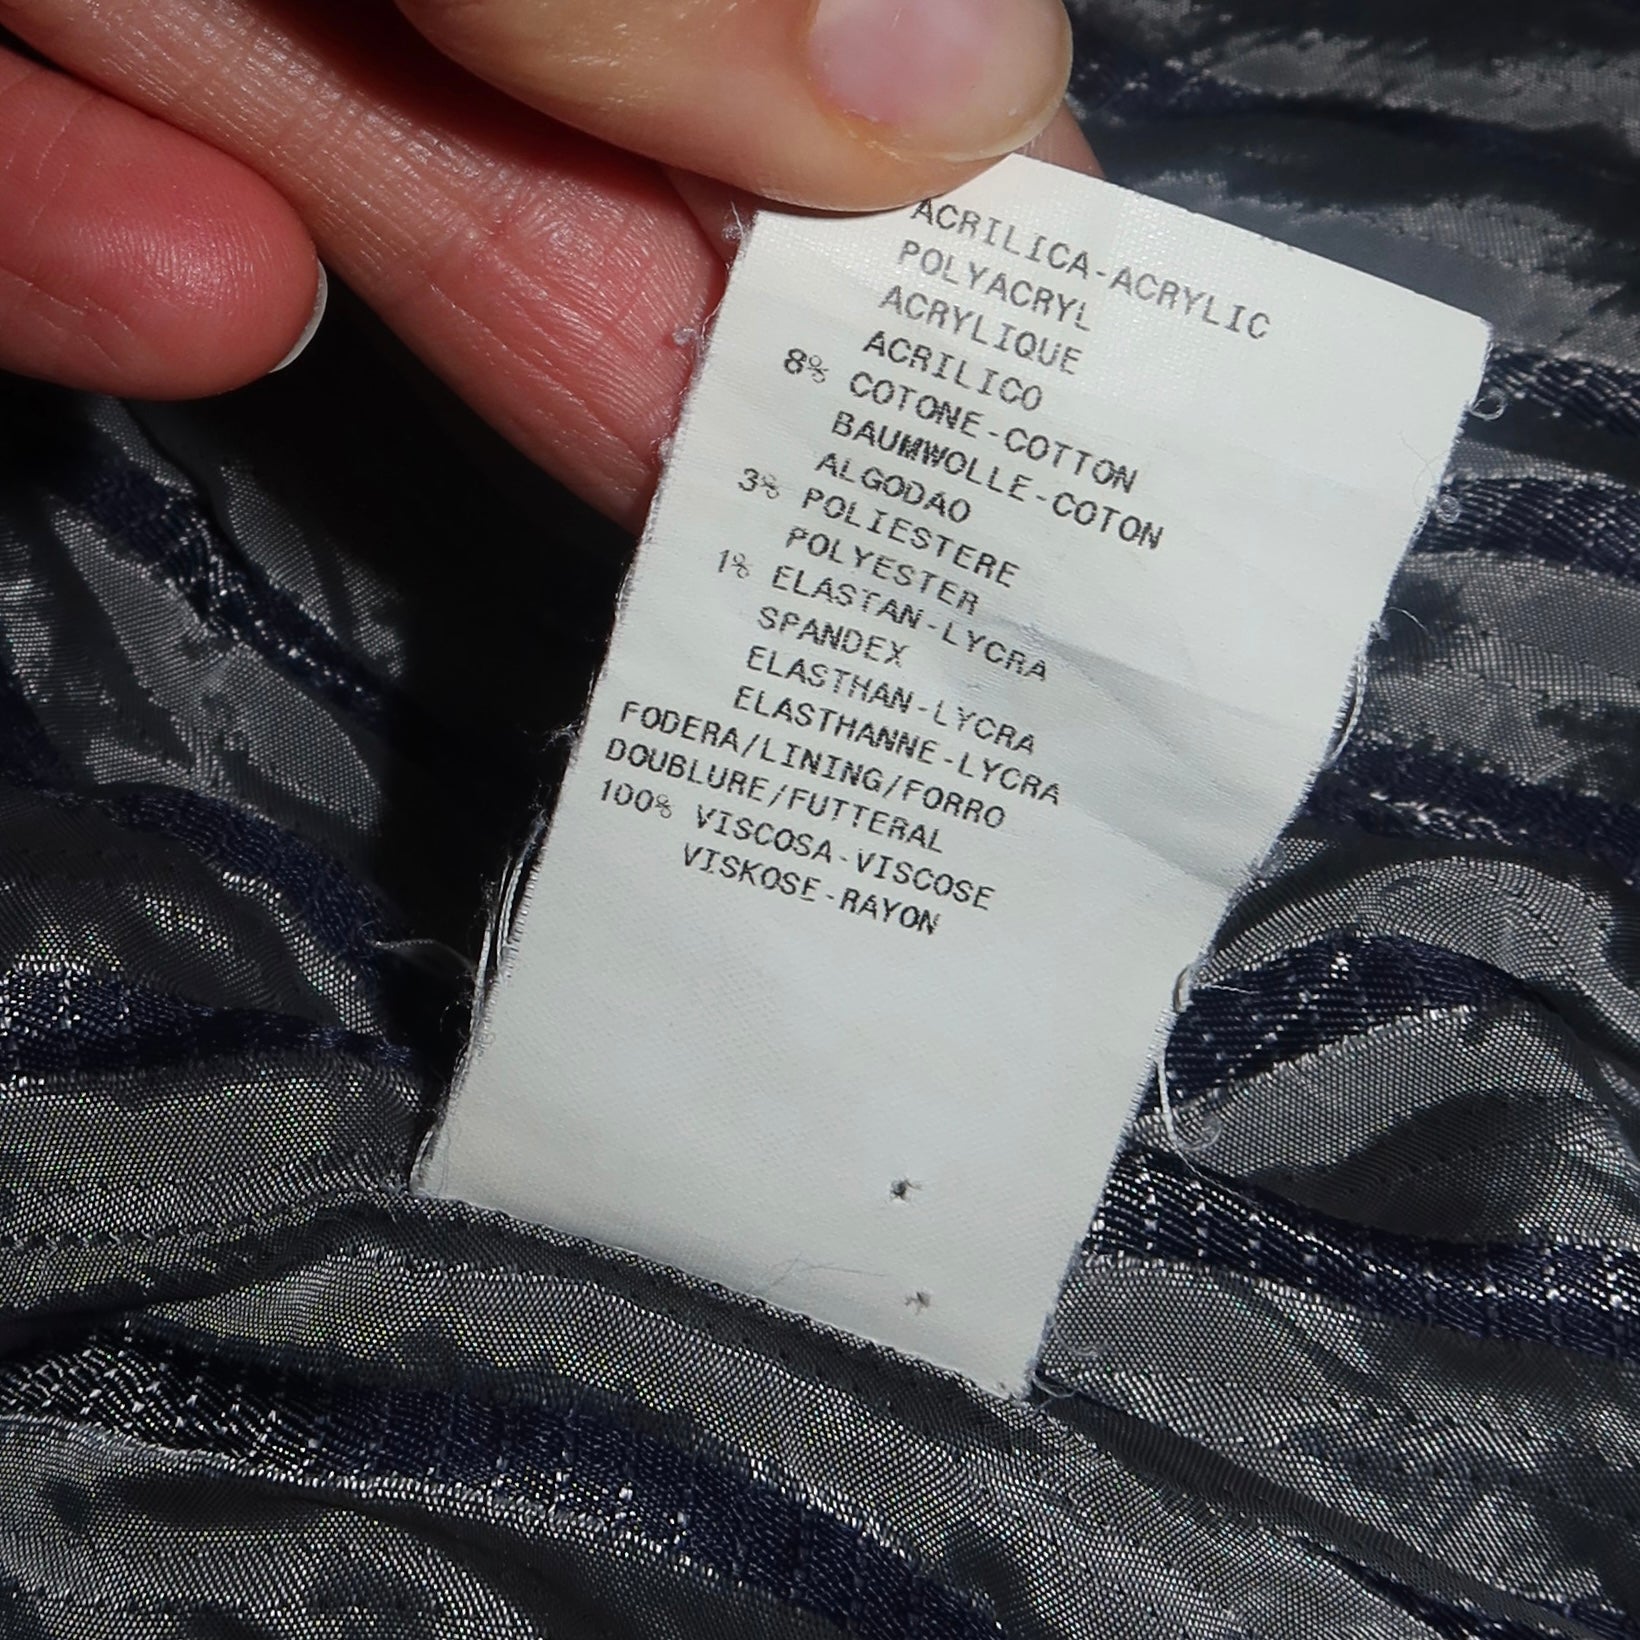 ACRILICA-ACRYLIC
POLYACRYL
ACRYLIQUE
ACRILICO
8% COTONE-COTTON
BAUMWOLLE-COTON
ALGODAO
3% POLIESTERE
POLYESTER
1% ELASTAN-LYCRA
SPANDEX
ELASTHAN-LYCRA
ELASTHANNE-LYCRA
FODERA/LINING/FORRO
DOUBLURE/FUTTERAL
100% VISCOSA-VISCOSE
VISKOSE-RAYON